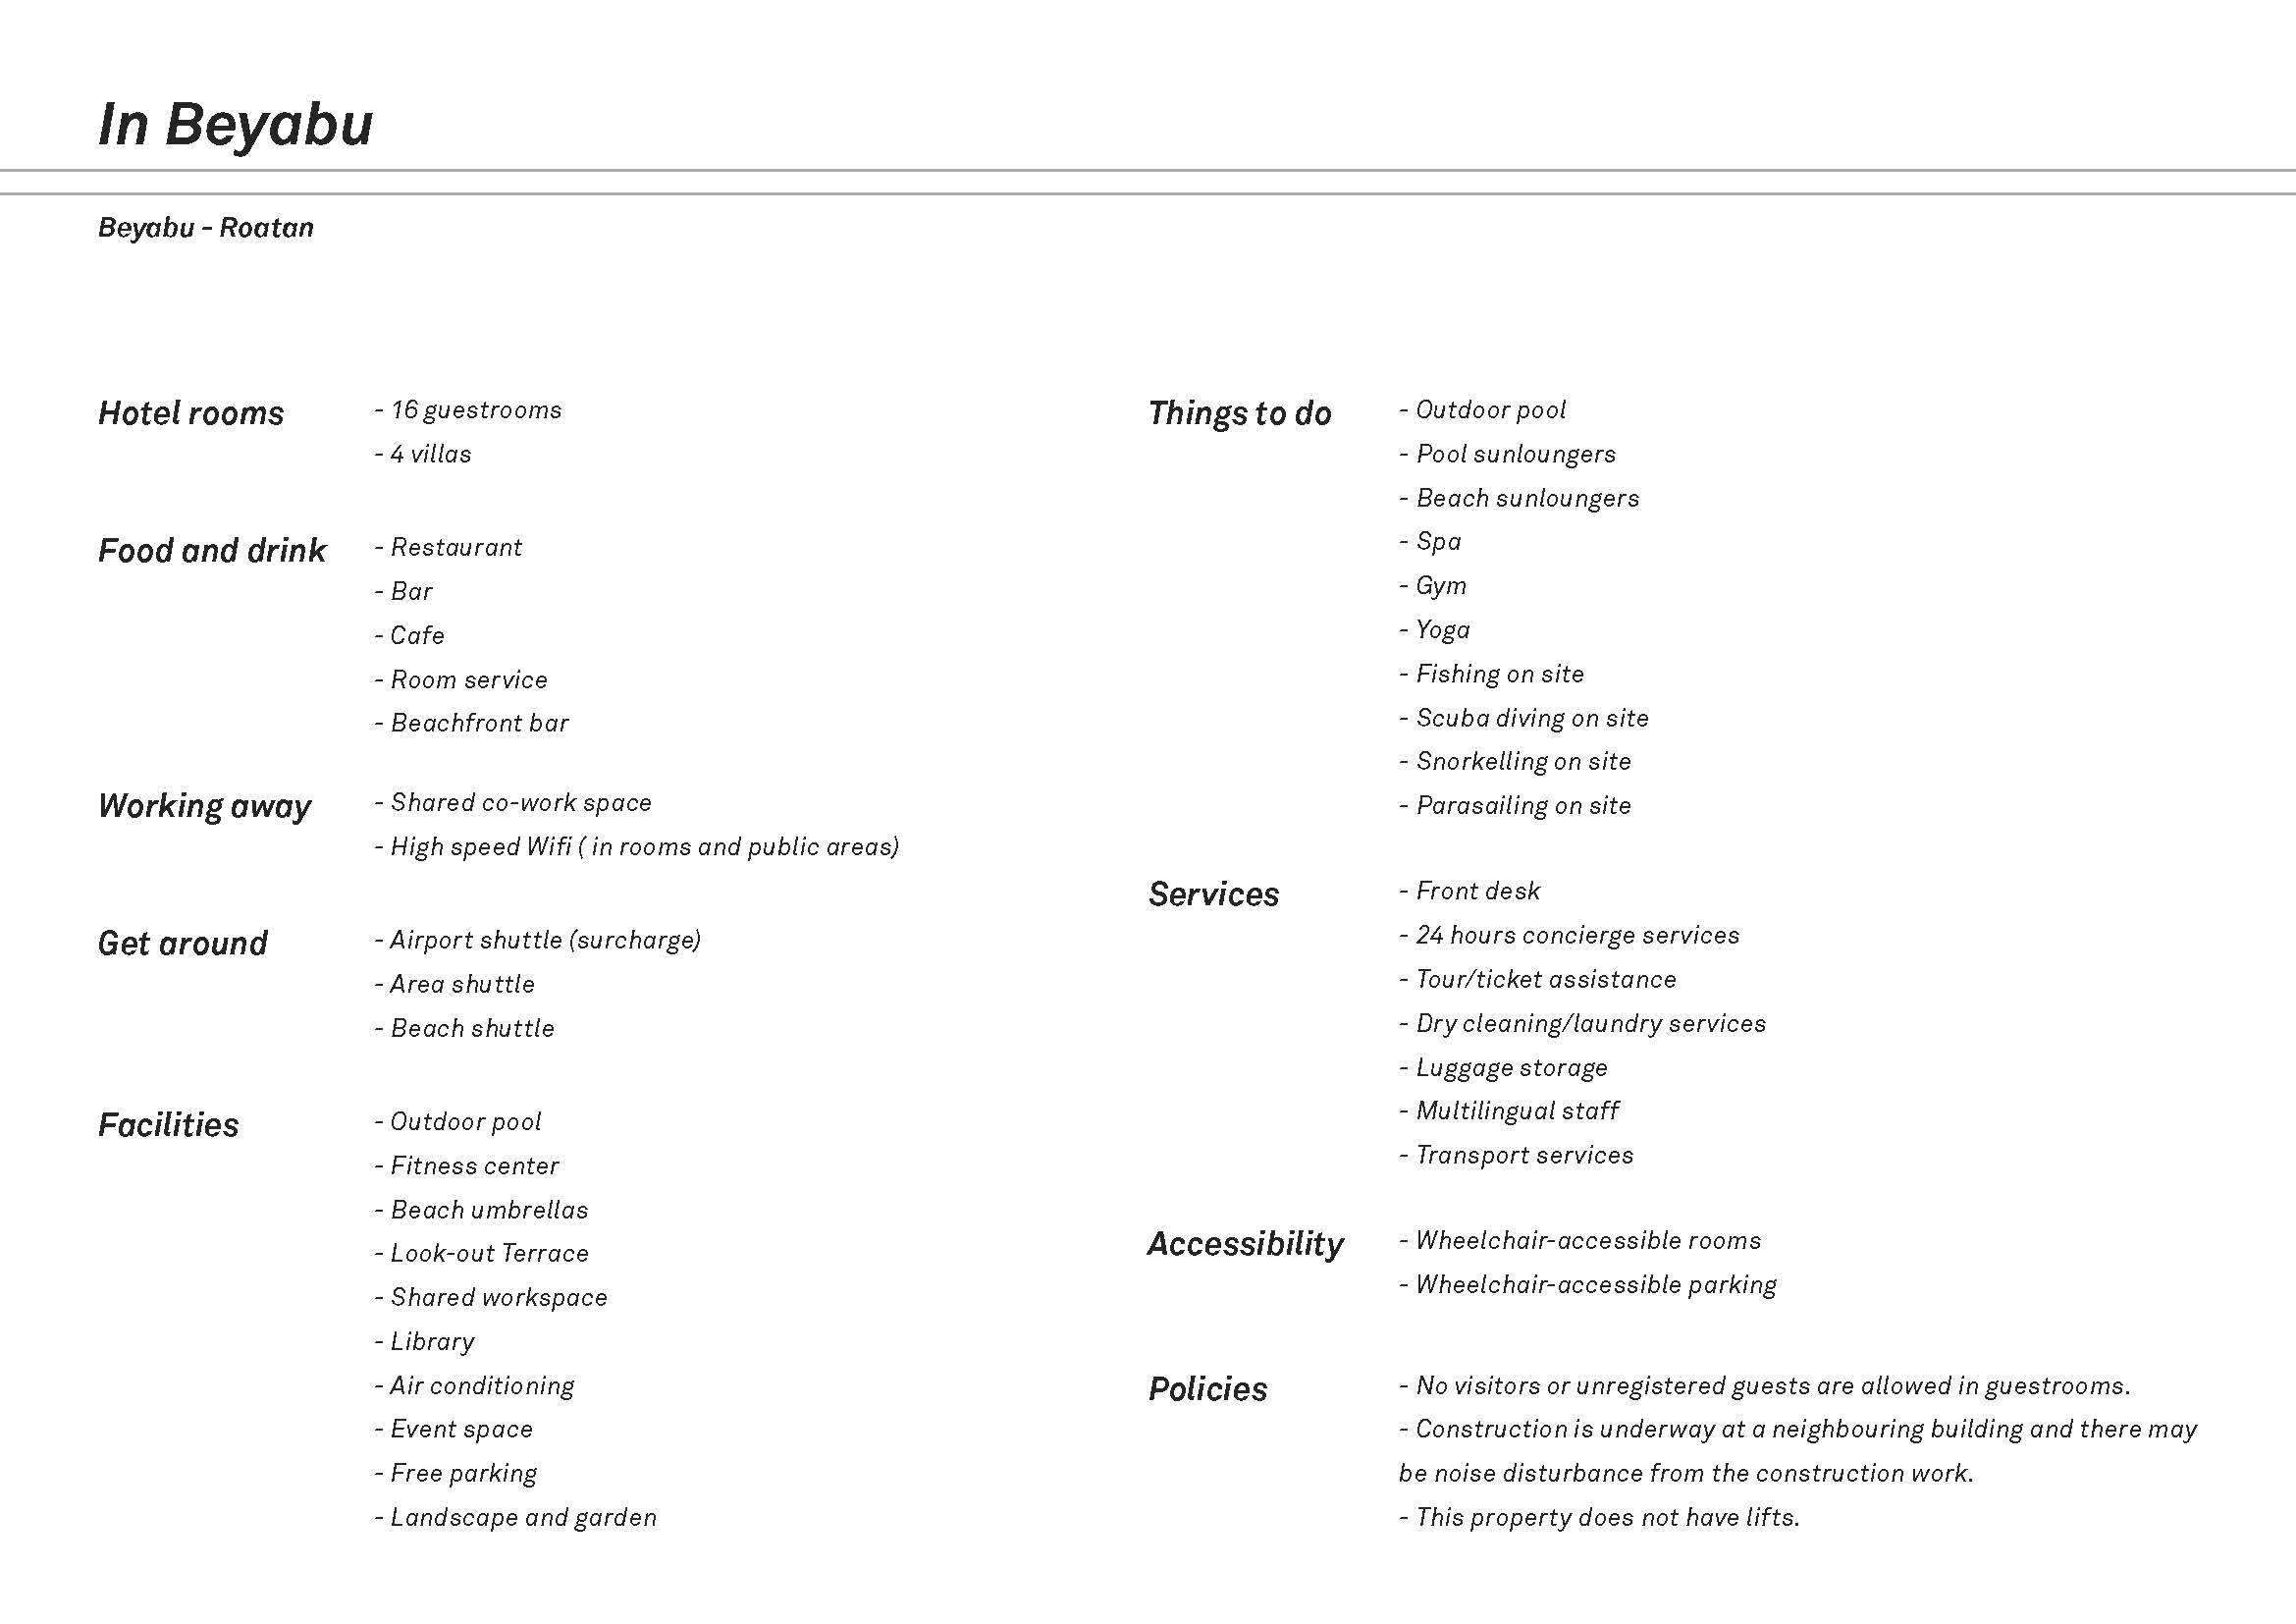 In Beyabu
Beyabu - Roatan
Hotel rooms
- 16 guestrooms
- 4 villas
Food and drink
- Restaurant
- Bar
- Cafe
- Room service
- Beachfront bar
Working away
- Shared co-work space
- High speed Wifi ( in rooms and public areas)
Get around
- Airport shuttle (surcharge)
- Area shuttle
- Beach shuttle
Facilities
- Outdoor pool
- Fitness center
- Beach umbrellas
- Look-out Terrace
- Shared workspace
- Library
- Air conditioning
- Event space
- Free parking
- Landscape and garden
Things to do
- Outdoor pool
- Pool sunloungers
- Beach sunloungers
- Spa
- Gym
- Yoga
- Fishing on site
- Scuba diving on site
- Snorkelling on site
- Parasailing on site
Services
- Front desk
- 24 hours concierge services
- Tour/ticket assistance
- Dry cleaning/laundry services
- Luggage storage
- Multilingual staff
- Transport services
Accessibility
- Wheelchair-accessible rooms
- Wheelchair-accessible parking
Policies
- No visitors or unregistered guests are allowed in guestrooms.
- Construction is underway at a neighbouring building and there may
be noise disturbance from the construction work.
- This property does not have lifts.